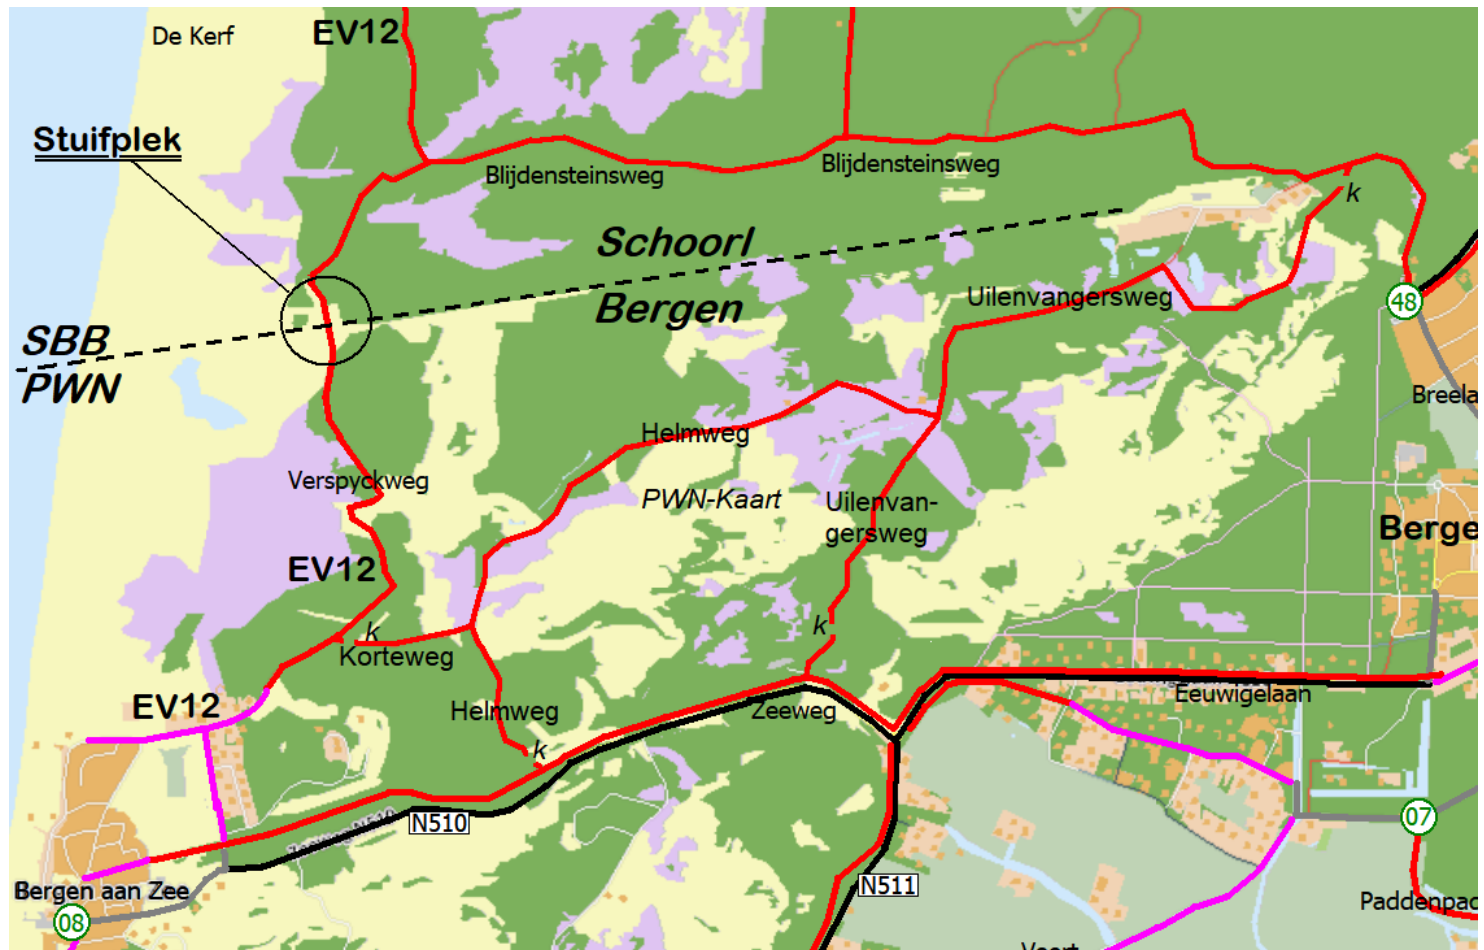 De Kerf
EV12
Stuifplek
Blijdensteinsweg
Blijdensteinsweg
k
Schoorl
Bergen
Uilenvangersweg
48
SBB
PWN
Breela
Helmweg
Verspyckweg
PWN-Kaart
Uilenvan-
gersweg
Berge
EV12
k
k
Korteweg
EV12
Helmweg
Zeeweg
Eeuwigelaan
k
N510
07
N511
Bergen aan Zee
08
Paddenpad